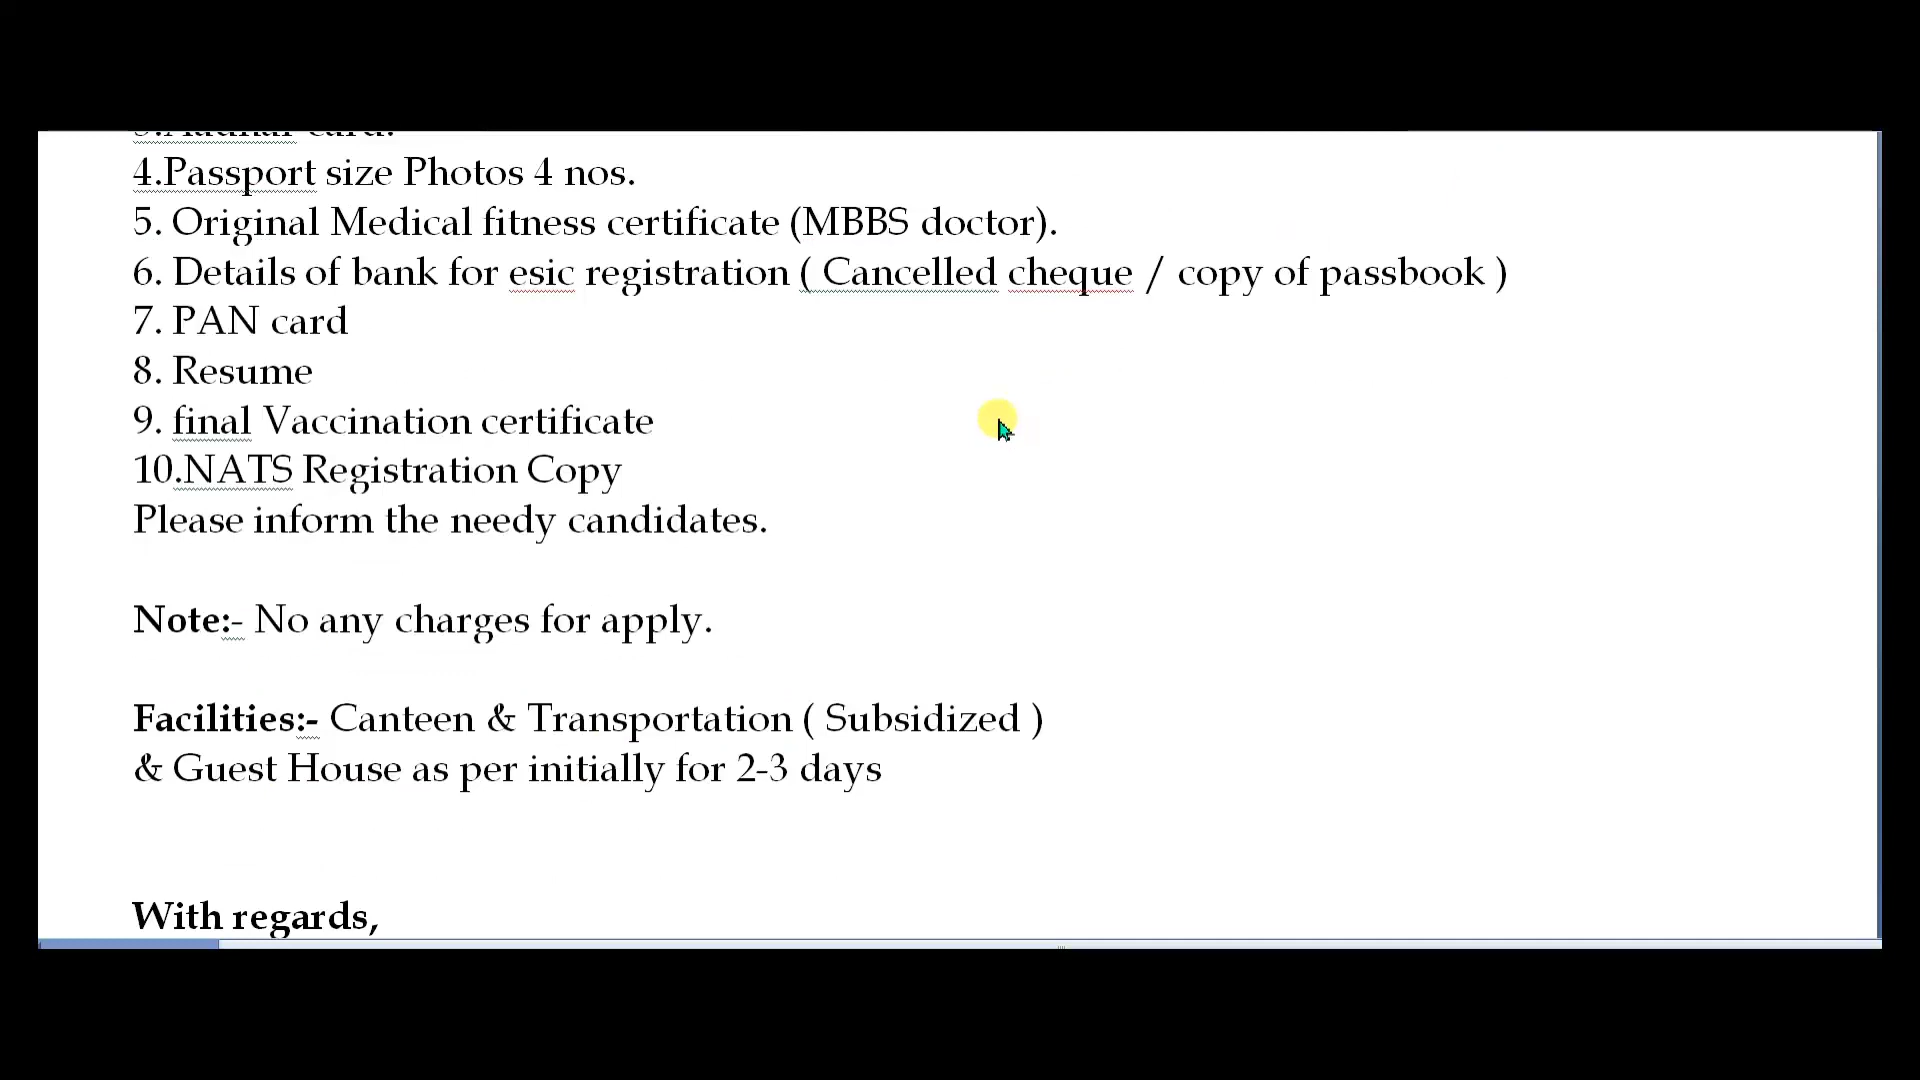 4.Passport size Photos 4 nos.
5. Original Medical fitness certificate (MBBS doctor).
6. Details of bank for esic registration ( Cancelled cheque / copy of passbook )
7. PAN card
8. Resume
9. final Vaccination certificate
10.NATS Registration Copy
Please inform the needy candidates.
Note:- No any charges for apply.
Facilities:- Canteen & Transportation ( Subsidized )
& Guest House as per initially for 2-3 days
With regards,